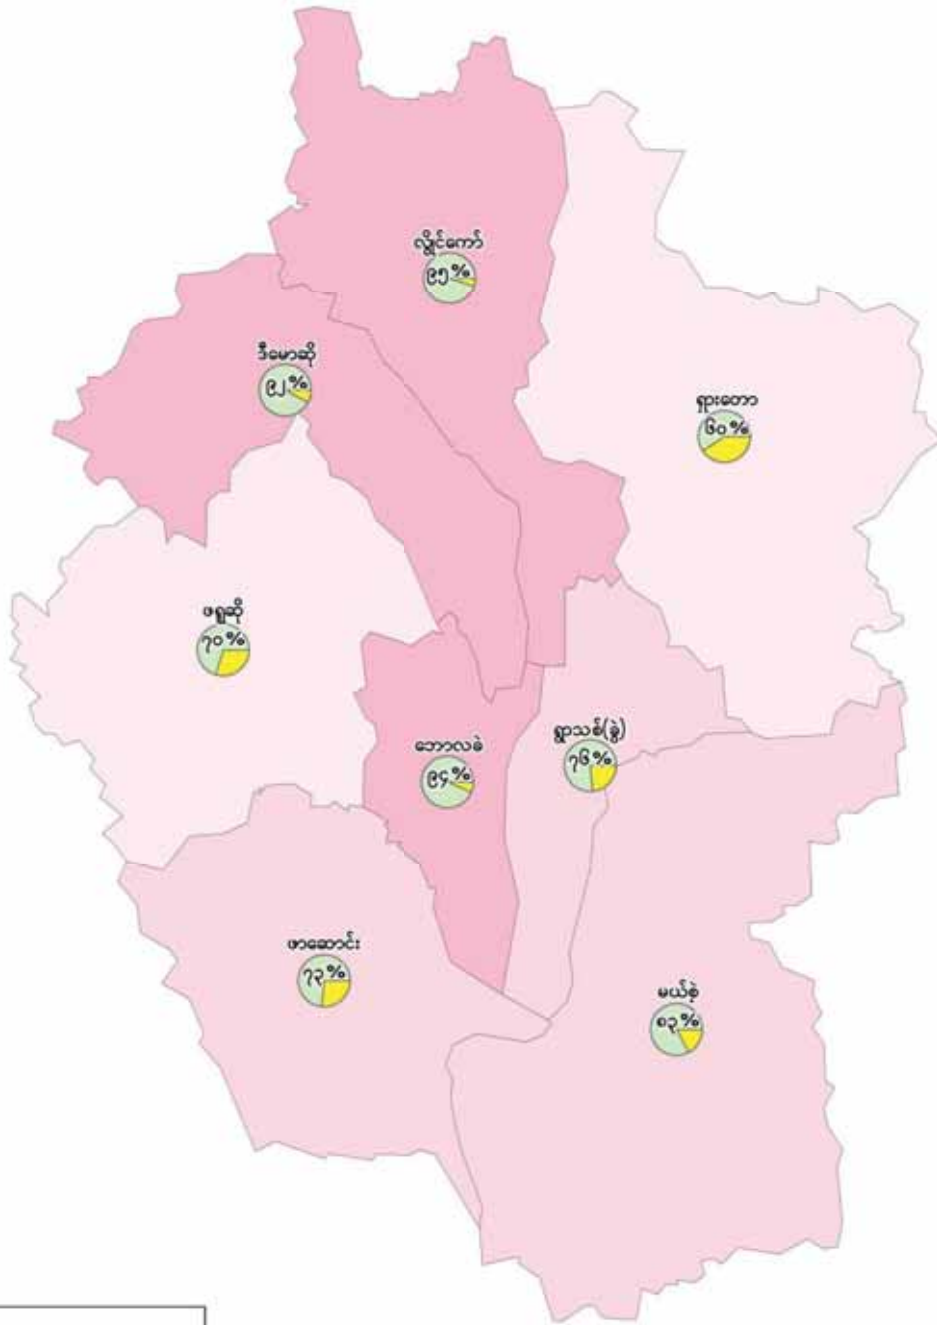 လွိုင်ကော်
၉၅%
ဒီမောဆို
၉၂%
ရှားတော
၆၀%
ဖရူဆို
၇၀%
ရွာသစ်(ခွဲ)
၇၆%
ဘောလခဲ
၉၄%
ဖာဆောင်း
၇၃%
မယ်စဲ့
၈၃%